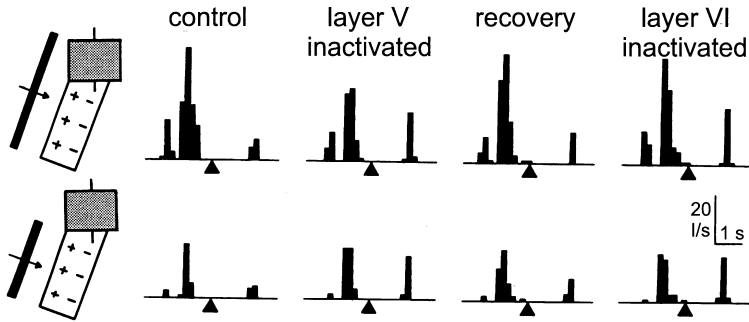 control
layer V
inactivated
recovery
layer VI
inactivated
+ -
+ -
+ -
20
I/s
1 s
+ -
+ -
+ -